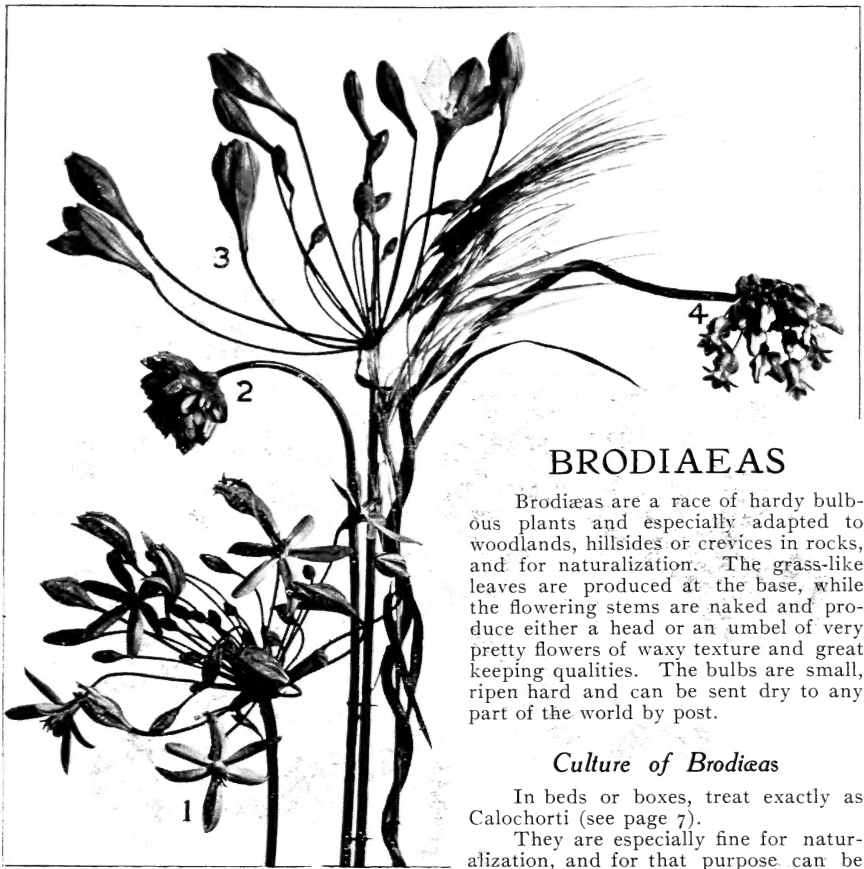 3
4
2
BRODIAEAS
Brodiæas are a race of hardy bulb-
ous plants and especially adapted to
woodlands, hillsides or crevices in rocks,
and for naturalization. The grass-like
leaves are produced at the base, while
the flowering stems are naked and pro-
duce either a head or an umbel of very
pretty flowers of waxy texture and great
keeping qualities. The bulbs are small,
ripen hard and can be sent dry to any
part of the world by post.
Culture of Brodiæas
In beds or boxes, treat exactly as
Calochorti (see page 7).
They are especially fine for natur-
alization, and for that purpose can be
1